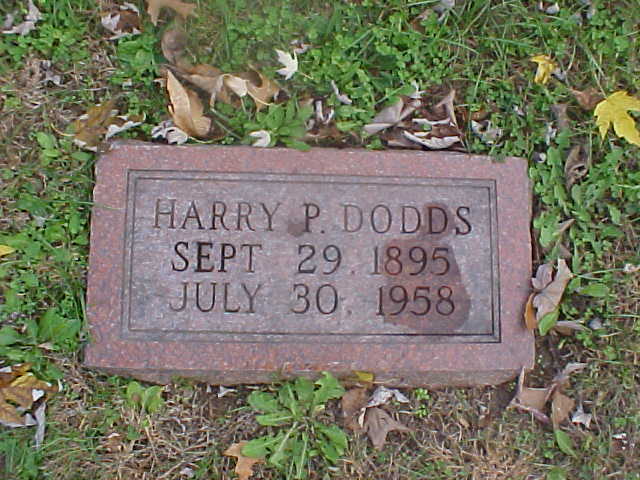 HARRY P. DODDS
SEPT 29, 1895
JULY 30, 1958